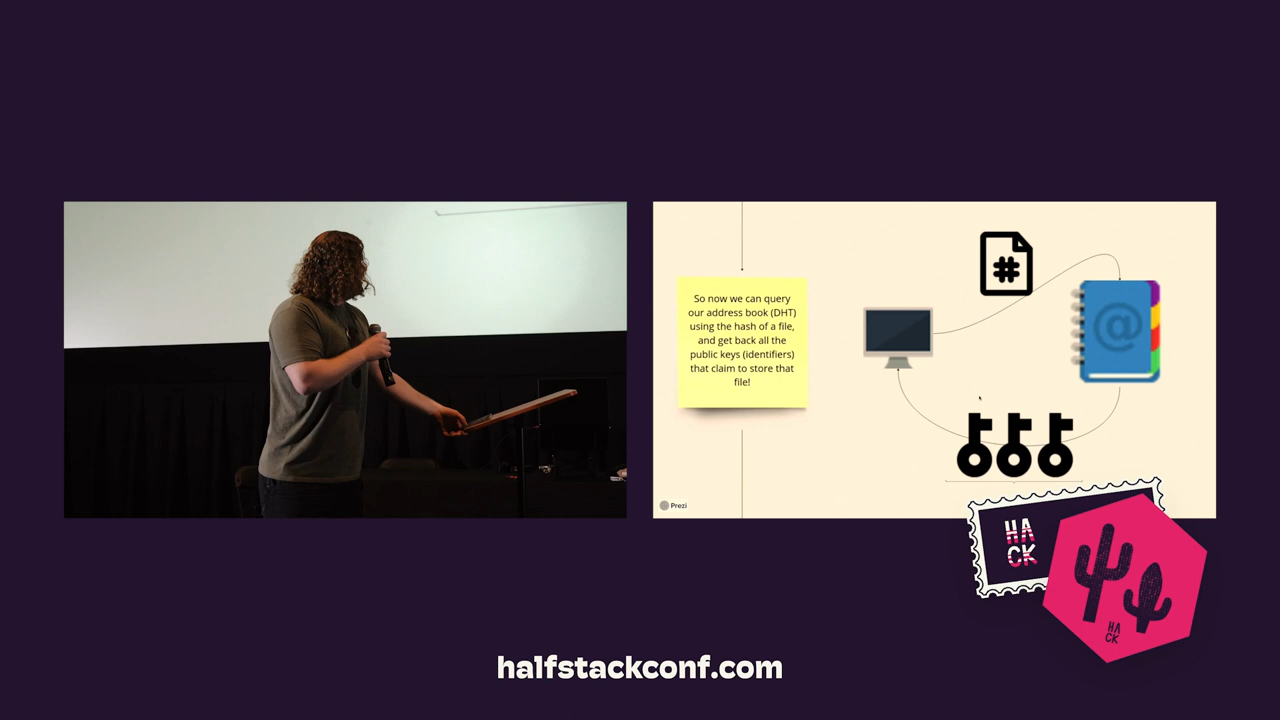 So now we can query
our address book (DHT)
using the hash of a file,
and get back all the
public keys (identifiers)
that claim to store that
file!
#
@
Prezi
HA
CK
HA
CK
halfstackconf.com